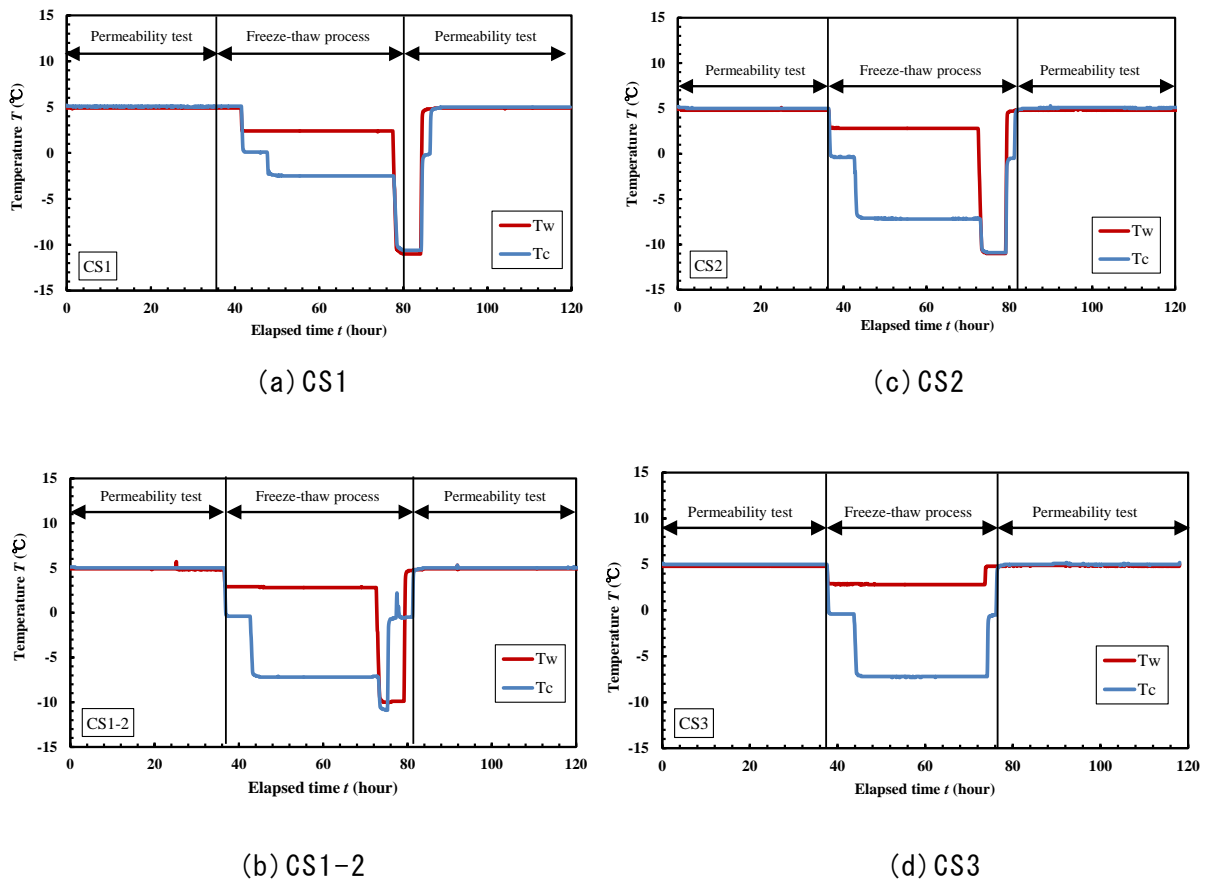 15
10
5
0
-5
-10
-15
Temperature T (℃)
Permeability test
Freeze-thaw process
Permeability test
Tw
Tc
CS1
0
20
40
60
80
100
120
Elapsed time t (hour)
(a) CS1
15
10
5
0
-5
-10
-15
Temperature T (℃)
Permeability test
Freeze-thaw process
Permeability test
Tw
Tc
CS2
0
20
40
60
80
100
120
Elapsed time t (hour)
(c) CS2
15
10
5
0
-5
-10
-15
Temperature T (℃)
Permeability test
Freeze-thaw process
Permeability test
Tw
Tc
CS1-2
0
20
40
60
80
100
120
Elapsed time t (hour)
(b) CS1-2
15
10
5
0
-5
-10
-15
Temperature T (℃)
Permeability test
Freeze-thaw process
Permeability test
Tw
Tc
CS3
0
20
40
60
80
100
120
Elapsed time t (hour)
(d) CS3